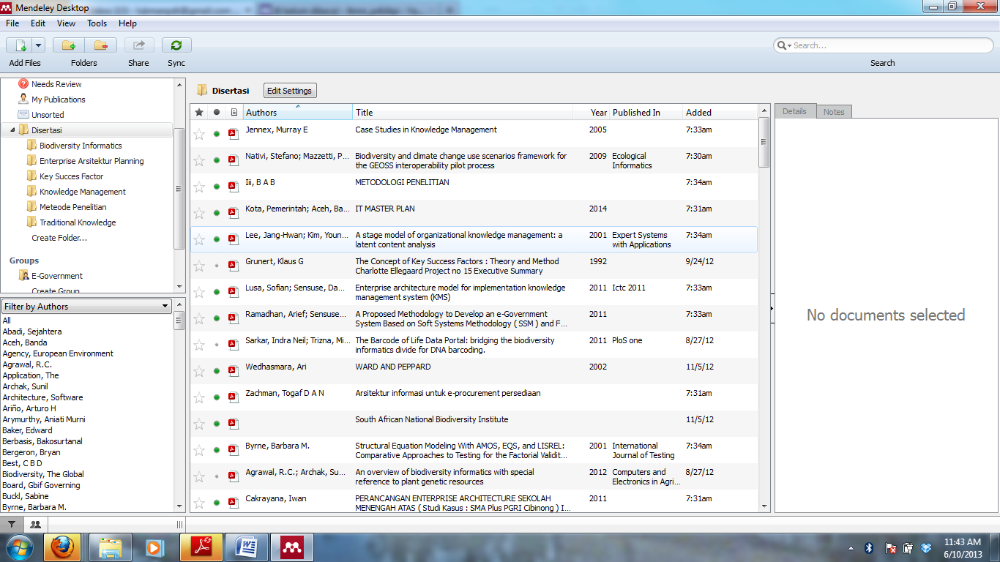 Mendeley Desktop
File Edit View Tools Help
Add Files Folders Share Sync
Search...
Search
Needs Review
My Publications
Unsorted
Disertasi
Biodiversity Informatics
Enterprise Arsitektur Planning
Key Succes Factor
Knowledge Management
Meteode Penelitian
Traditional Knowledge
Create Folder...
Groups
E-Government
Create Group
Filter by Authors
All
Abadi, Sejahtera
Aceh, Banda
Agency, European Environment
Agrawal, R.C.
Application, The
Archak, Sunil
Architecture, Software
Ariño, Arturo H
Arymurthy, Aniati Murni
Baker, Edward
Berbasis, Bakosurtanal
Bergeron, Bryan
Best, C B D
Biodiversity, The Global
Board, Gbif Governing
Buckl, Sabine
Byrne, Barbara M.
Disertasi Edit Settings
Authors Title Year Published In Added
Jennex, Murray E Case Studies in Knowledge Management 2005 7:33am
Nativi, Stefano; Mazzetti, P... Biodiversity and climate change use scenarios framework for 2009 Ecological 7:30am
the GEOSS interoperability pilot process Informatics
Iii, B A B METODOLOGI PENELITIAN 7:34am
Kota, Pemerintah; Aceh, Ba... IT MASTER PLAN 2014 7:31am
Lee, Jang-Hwan; Kim, Youn... A stage model of organizational knowledge management: a 2001 Expert Systems 7:34am
latent content analysis with Applications
Grunert, Klaus G The Concept of Key Success Factors : Theory and Method 1992 9/24/12
Charlotte Ellegaard Project no 15 Executive Summary
Lusa, Sofian; Sensuse, Da... Enterprise architecture model for implementation knowledge 2011 Ictc 2011 7:33am
management system (KMS)
Ramadhan, Arief; Sensuse... A Proposed Methodology to Develop an e-Government 2011 7:33am
System Based on Soft Systems Methodology ( SSM ) and F...
Sarkar, Indra Neil; Trizna, Mi... The Barcode of Life Data Portal: bridging the biodiversity 2011 PloS one 8/27/12
informatics divide for DNA barcoding.
Wedhasmara, Ari WARD AND PEPPARD 2002 11/5/12
Zachman, Togaf D A N Arsitektur informasi untuk e-procurement persediaan 7:31am
South African National Biodiversity Institute 11/5/12
Byrne, Barbara M. Structural Equation Modeling With AMOS, EQS, and LISREL: 2001 International 7:34am
Comparative Approaches to Testing for the Factorial Validit... Journal of Testing
Agrawal, R.C.; Archak, Su... An overview of biodiversity informatics with special 2012 Computers and 8/27/12
reference to plant genetic resources Electronics in Agri...
Cakrayana, Iwan PERANCANGAN ENTERPRISE ARCHITECTURE SEKOLAH 2011 7:31am
MENENGAH ATAS ( Studi Kasus : SMA Plus PGRI Cibinong ) I...
Details Notes
No documents selected
11:43 AM
6/10/2013